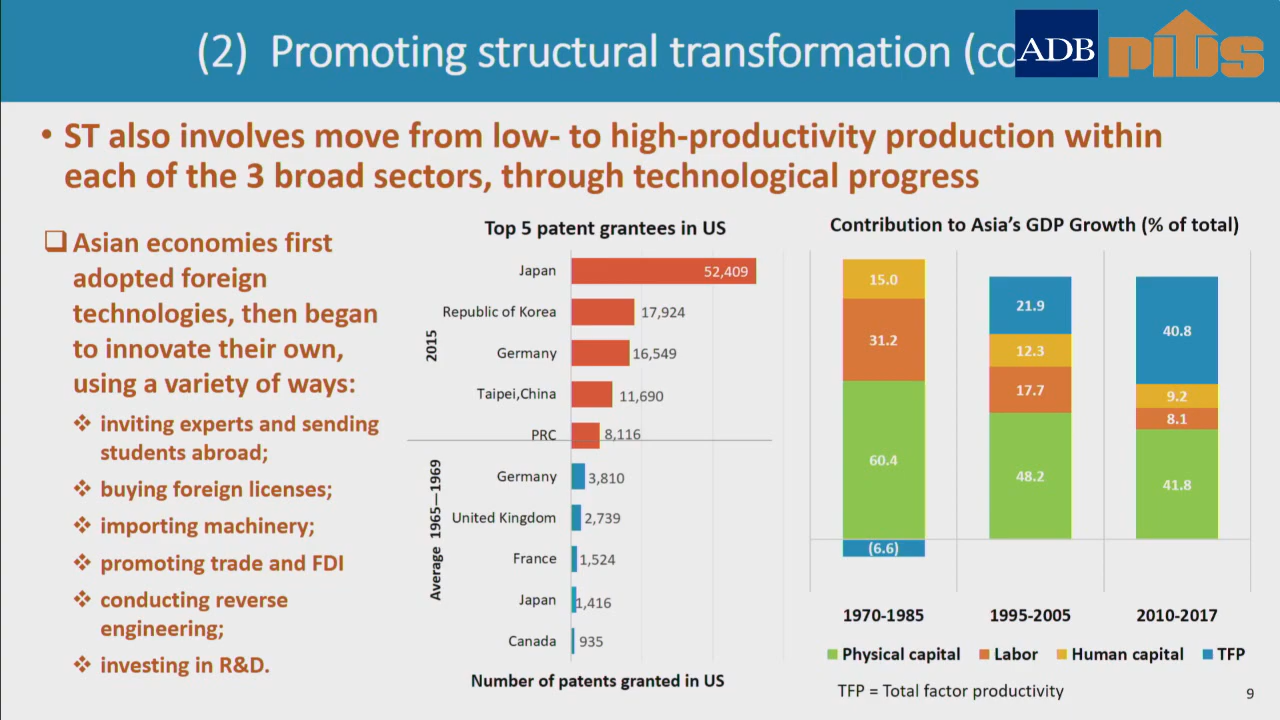 (2) Promoting structural transformation (co
ADB
PIDS
• ST also involves move from low- to high-productivity production within
each of the 3 broad sectors, through technological progress
❑ Asian economies first
adopted foreign
technologies, then began
to innovate their own,
using a variety of ways:
❖ inviting experts and sending
students abroad;
❖ buying foreign licenses;
❖ importing machinery;
❖ promoting trade and FDI
❖ conducting reverse
engineering;
❖ investing in R&D.
Top 5 patent grantees in US
2015
Japan 52,409
Republic of Korea 17,924
Germany 16,549
Taipei,China 11,690
PRC 8,116
Average 1965—1969
Germany 3,810
United Kingdom 2,739
France 1,524
Japan 1,416
Canada 935
Number of patents granted in US
Contribution to Asia's GDP Growth (% of total)
15.0
31.2
60.4
(6.6)
21.9
12.3
17.7
48.2
40.8
9.2
8.1
41.8
1970-1985 1995-2005 2010-2017
Physical capital Labor Human capital TFP
TFP = Total factor productivity
9